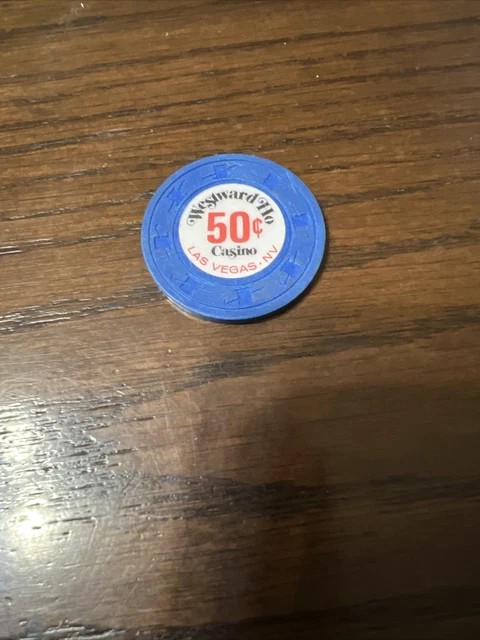 Westward Ho
50¢
Casino
LAS VEGAS • NV